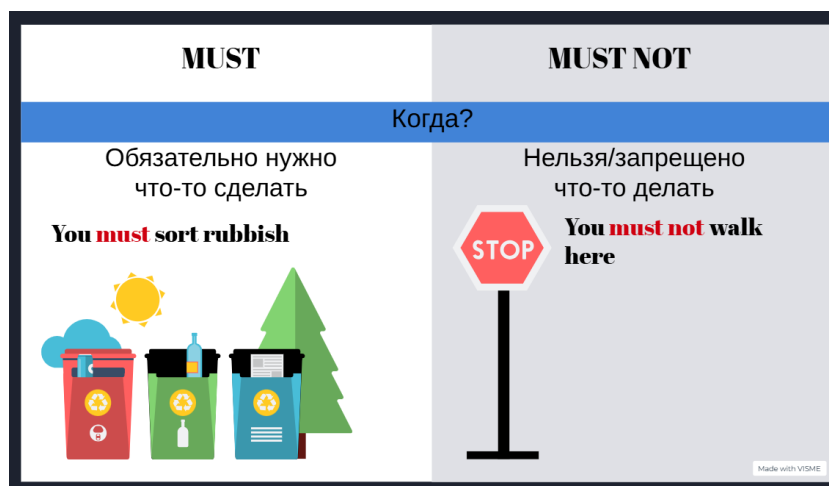 MUST
MUST NOT
Когда?
Обязательно нужно
что-то сделать
Нельзя/запрещено
что-то делать
You must sort rubbish
You must not walk
here
STOP
Made with VISME